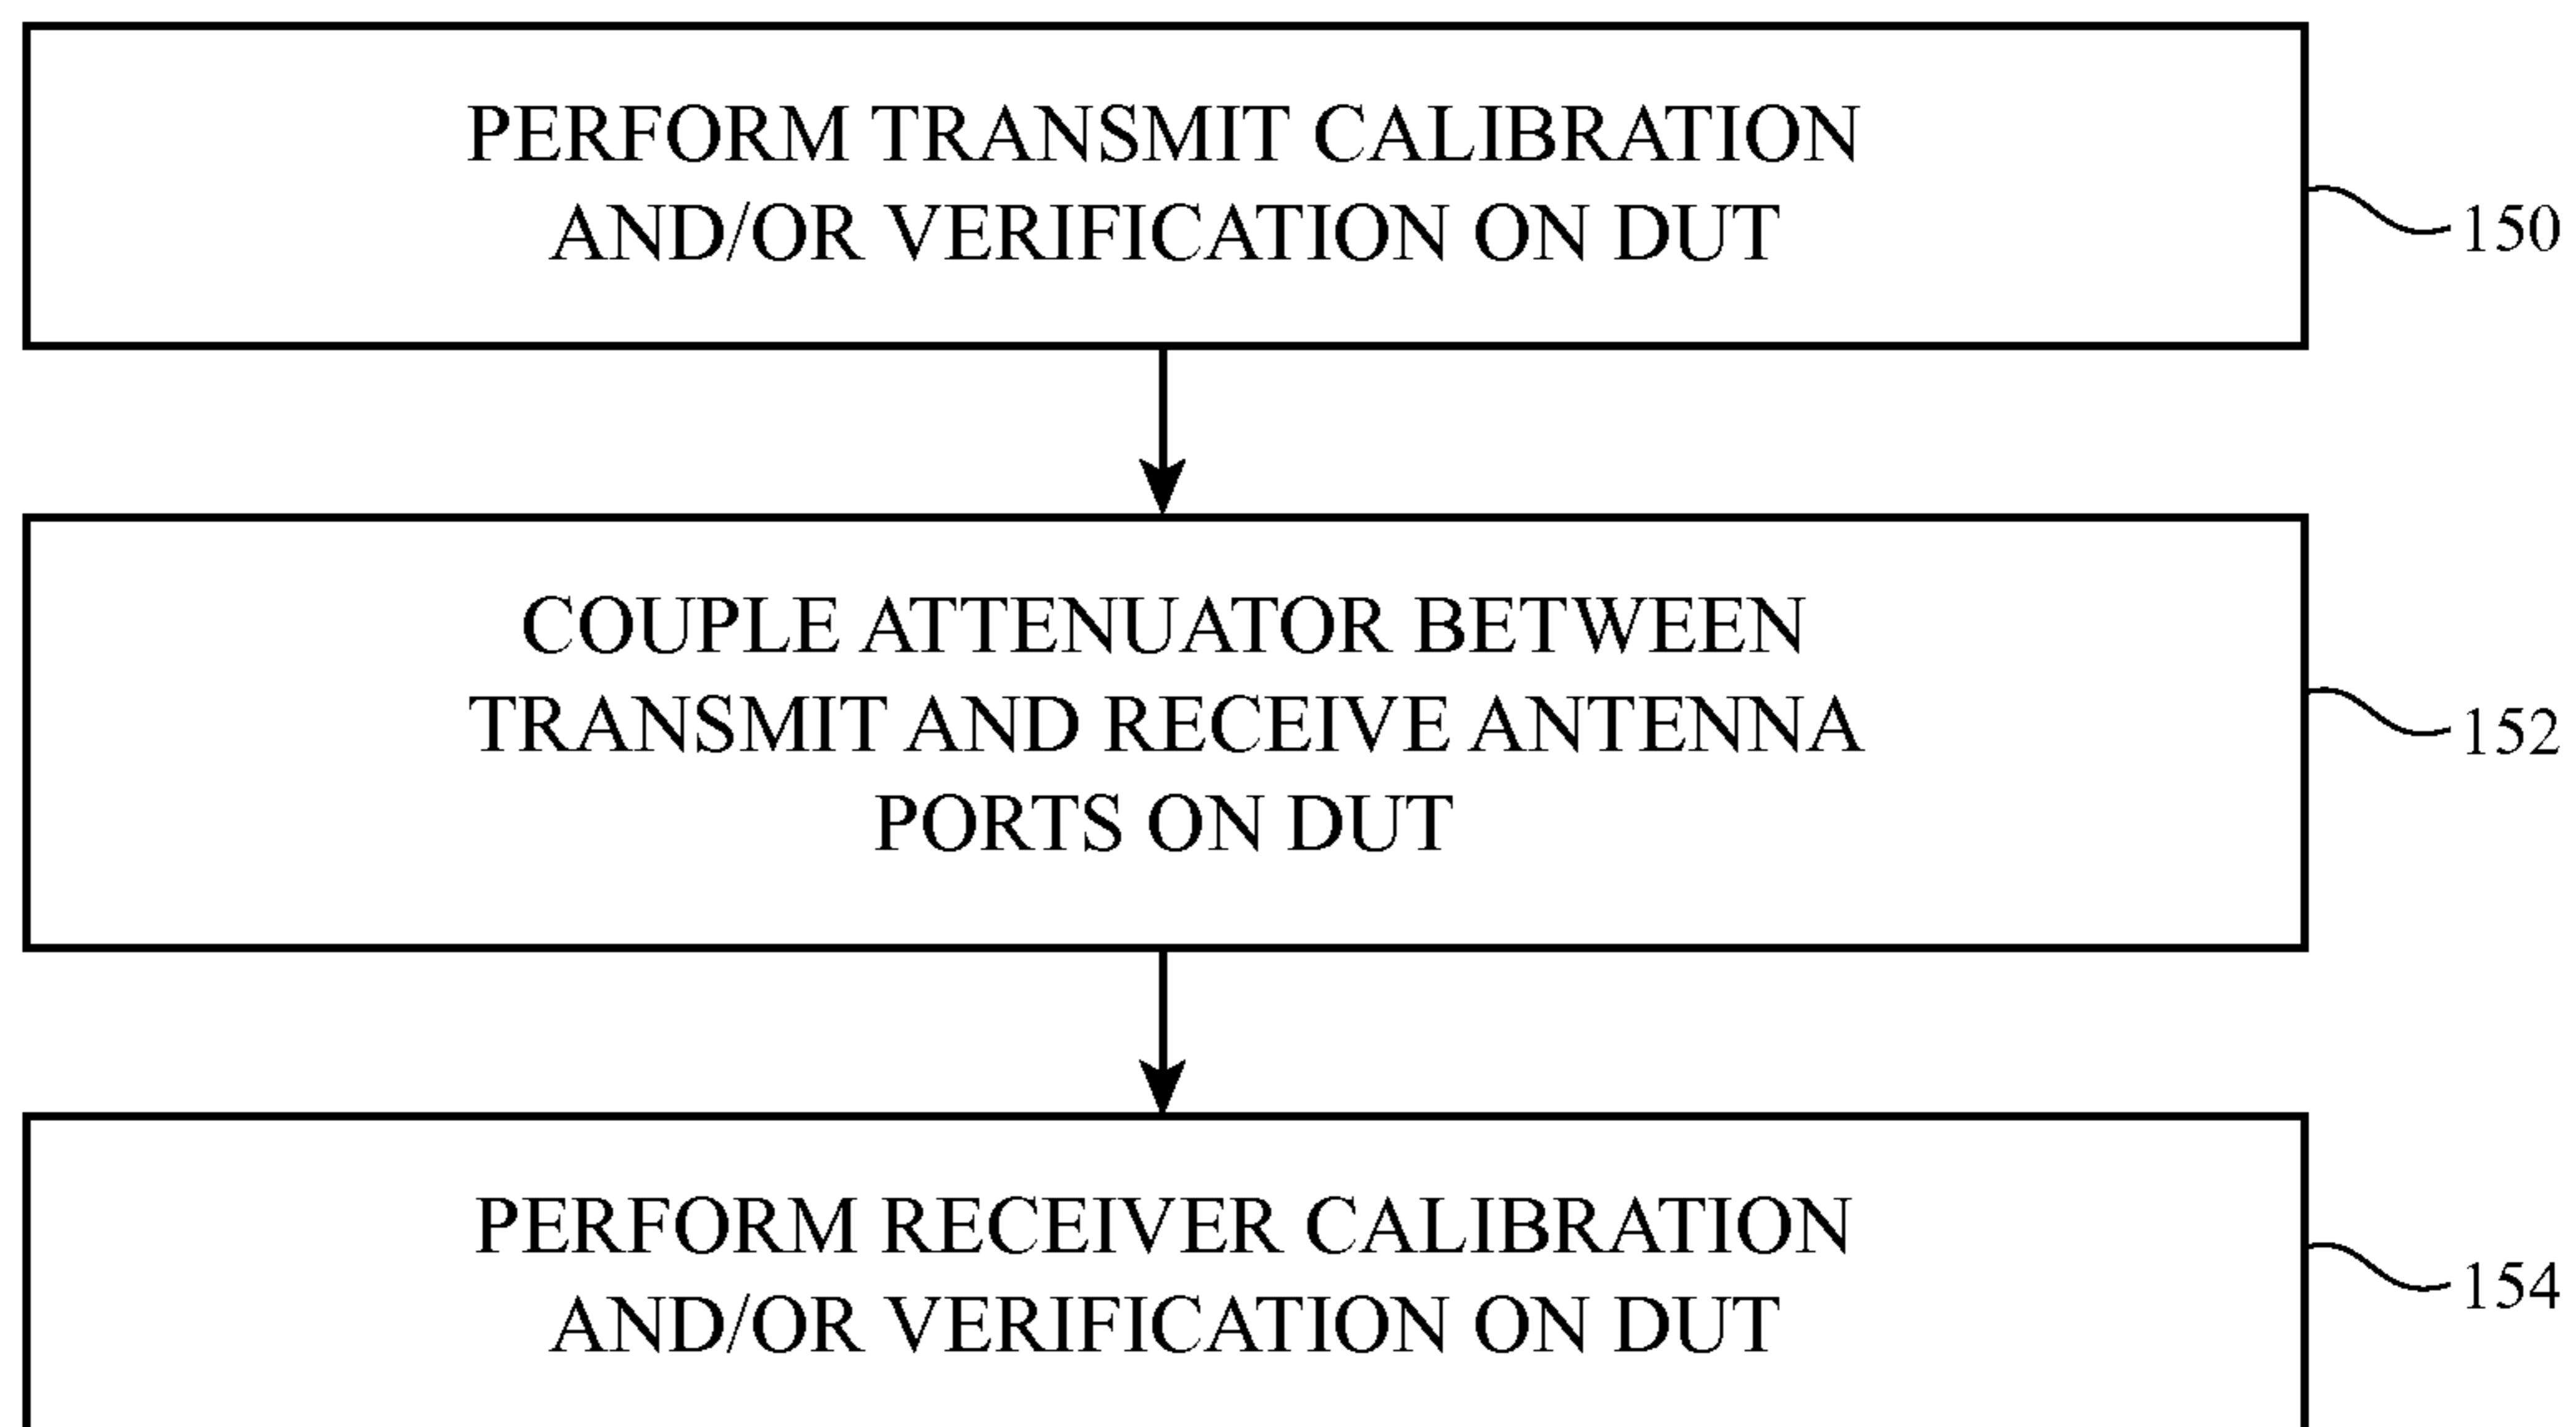 PERFORM TRANSMIT CALIBRATION
AND/OR VERIFICATION ON DUT
150
COUPLE ATTENUATOR BETWEEN
TRANSMIT AND RECEIVE ANTENNA
PORTS ON DUT
152
PERFORM RECEIVER CALIBRATION
AND/OR VERIFICATION ON DUT
154